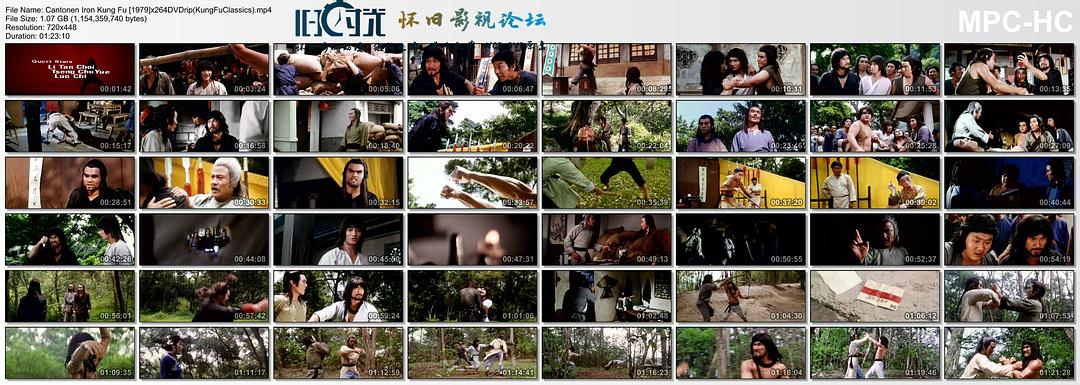 File Name: Cantonen Iron Kung Fu [1979]x264DVDrip(KungFuClassics).mp4
File Size: 1.07 GB (1,154,359,740 bytes)
Resolution: 720x448
Duration: 01:23:10
旧时光 怀旧影视论坛
MPC-HC
Guest Stars
Li Tan Choi
Tseng Chu Yue
Luo Chi
00:01:42 00:03:24 00:05:06 00:06:47 00:08:29 00:10:11 00:11:53 00:13:35
00:15:17 00:16:58 00:18:40 00:20:22 00:22:04 00:23:46 00:25:28 00:27:09
00:28:51 00:30:33 00:32:15 00:33:57 00:35:39 00:37:20 00:39:02 00:40:44
00:42:26 00:44:08 00:45:50 00:47:31 00:49:13 00:50:55 00:52:37 00:54:19
00:56:01 00:57:42 00:59:24 01:01:06 01:02:48 01:04:30 01:06:12 01:07:53
01:09:35 01:11:17 01:12:59 01:14:41 01:16:23 01:18:04 01:19:46 01:21:28